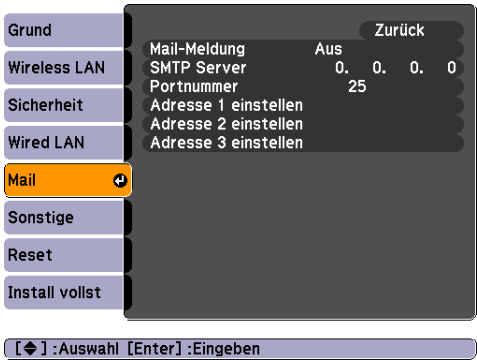 Grund
Wireless LAN
Sicherheit
Wired LAN
Mail
Sonstige
Reset
Install vollst
Zurück
Mail-Meldung Aus
SMTP Server 0. 0. 0. 0
Portnummer 25
Adresse 1 einstellen
Adresse 2 einstellen
Adresse 3 einstellen
[◆] :Auswahl [Enter] :Eingeben